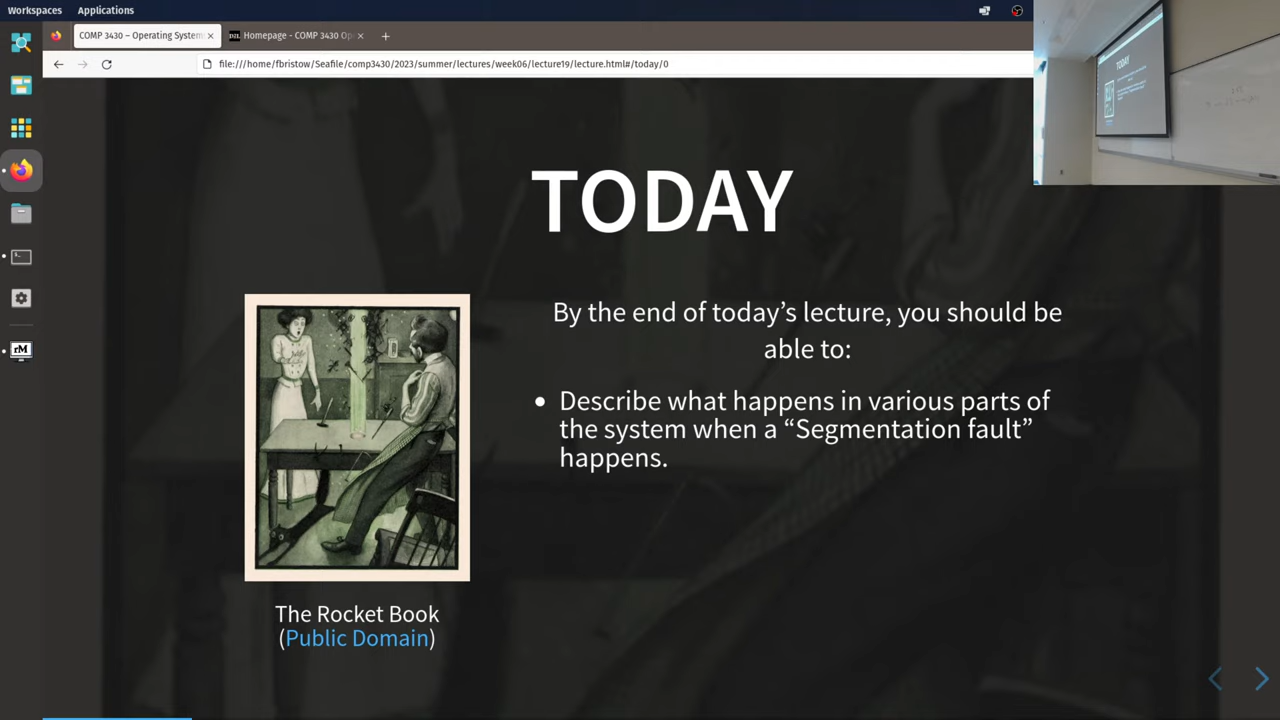 Workspaces Applications
COMP 3430 – Operating System
Homepage - COMP 3430 Op
file:///home/fbristow/Seafile/comp3430/2023/summer/lectures/week06/lecture19/lecture.html#/today/0
TODAY
TODAY
By the end of today’s lecture, you should be
able to:
• Describe what happens in various parts of
the system when a “Segmentation fault”
happens.
rM
The Rocket Book
(Public Domain)